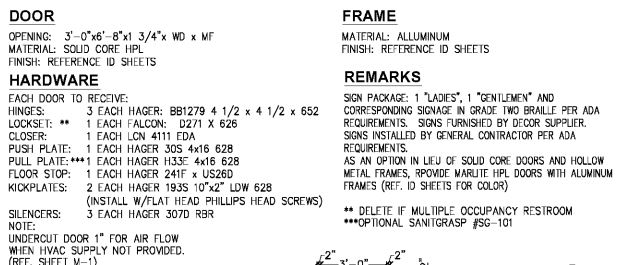 DOOR
OPENING: 3'-0"x6'-8"x1 3/4"x WD x MF
MATERIAL: SOLID CORE HPL
FINISH: REFERENCE ID SHEETS
HARDWARE
EACH DOOR TO RECEIVE:
HINGES: 3 EACH HAGER: BB1279 4 1/2 x 4 1/2 x 652
LOCKSET: ** 1 EACH FALCON: D271 X 626
CLOSER: 1 EACH LCN 4111 EDA
PUSH PLATE: 1 EACH HAGER 30S 4x16 628
PULL PLATE:***1 EACH HAGER H33E 4x16 628
FLOOR STOP: 1 EACH HAGER 241F x US26D
KICKPLATES: 2 EACH HAGER 193S 10"x2" LDW 628
(INSTALL W/FLAT HEAD PHILLIPS HEAD SCREWS)
SILENCERS: 3 EACH HAGER 307D RBR
NOTE:
UNDERCUT DOOR 1" FOR AIR FLOW
WHEN HVAC SUPPLY NOT PROVIDED.
(REF. SHEET M-1)
FRAME
MATERIAL: ALLUMINUM
FINISH: REFERENCE ID SHEETS
REMARKS
SIGN PACKAGE: 1 "LADIES", 1 "GENTLEMEN" AND
CORRESPONDING SIGNAGE IN GRADE TWO BRAILLE PER ADA
REQUIREMENTS. SIGNS FURNISHED BY DECOR SUPPLIER.
SIGNS INSTALLED BY GENERAL CONTRACTOR PER ADA
REQUIREMENTS.
AS AN OPTION IN LIEU OF SOLID CORE DOORS AND HOLLOW
METAL FRAMES, RPOVIDE MARLITE HPL DOORS WITH ALUMINUM
FRAMES (REF. ID SHEETS FOR COLOR)
** DELETE IF MULTIPLE OCCUPANCY RESTROOM
***OPTIONAL SANITGRASP #SG-101
2" 3'-0" 2"